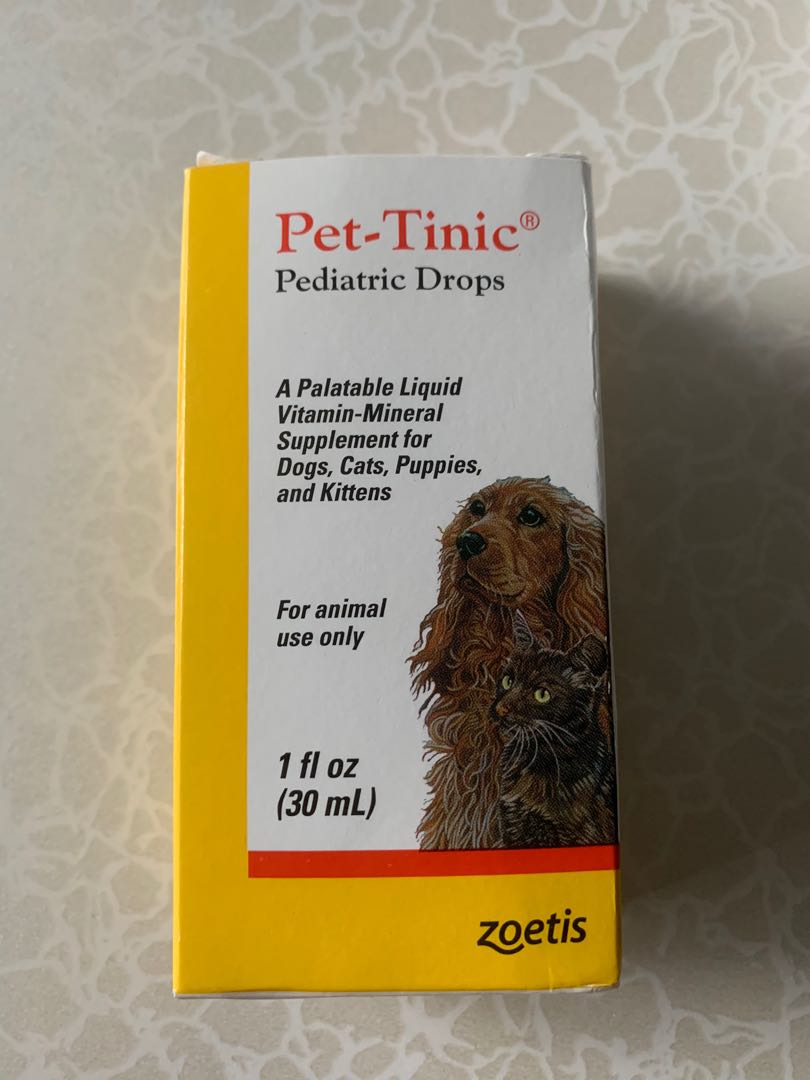 Pet-Tinic®
Pediatric Drops
A Palatable Liquid
Vitamin-Mineral
Supplement for
Dogs, Cats, Puppies,
and Kittens
For animal
use only
1 fl oz
(30 mL)
zoetis